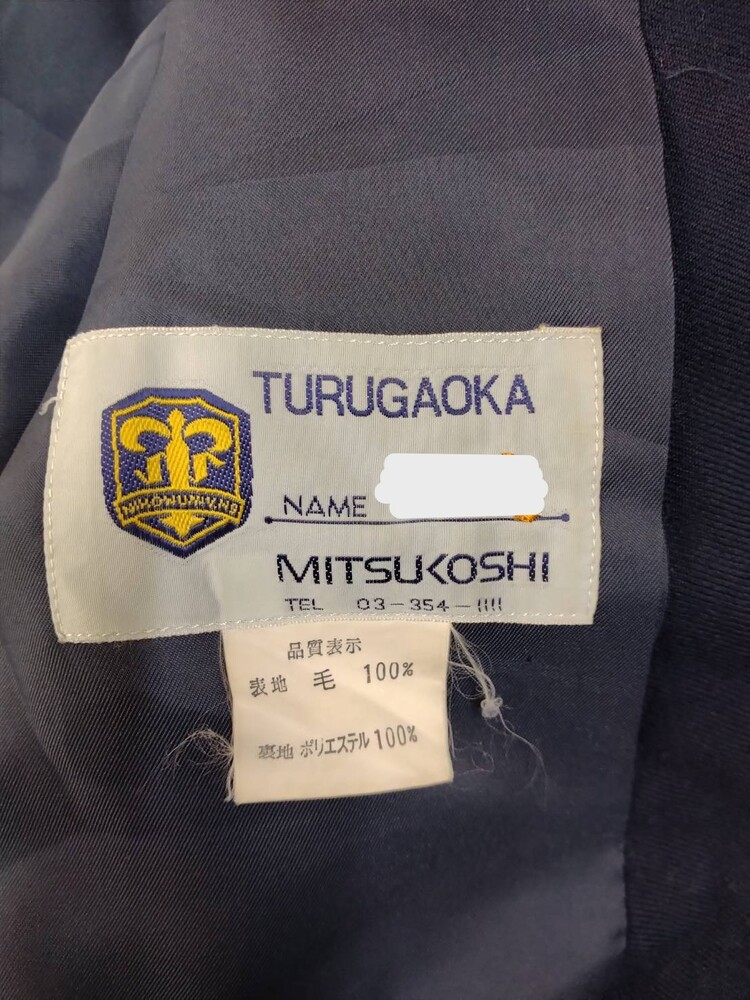 TURUGAOKA
NAME
MITSUKOSHI
TEL 03-354-1111
品質表示
表地 毛 100%
裏地 ポリエステル 100%